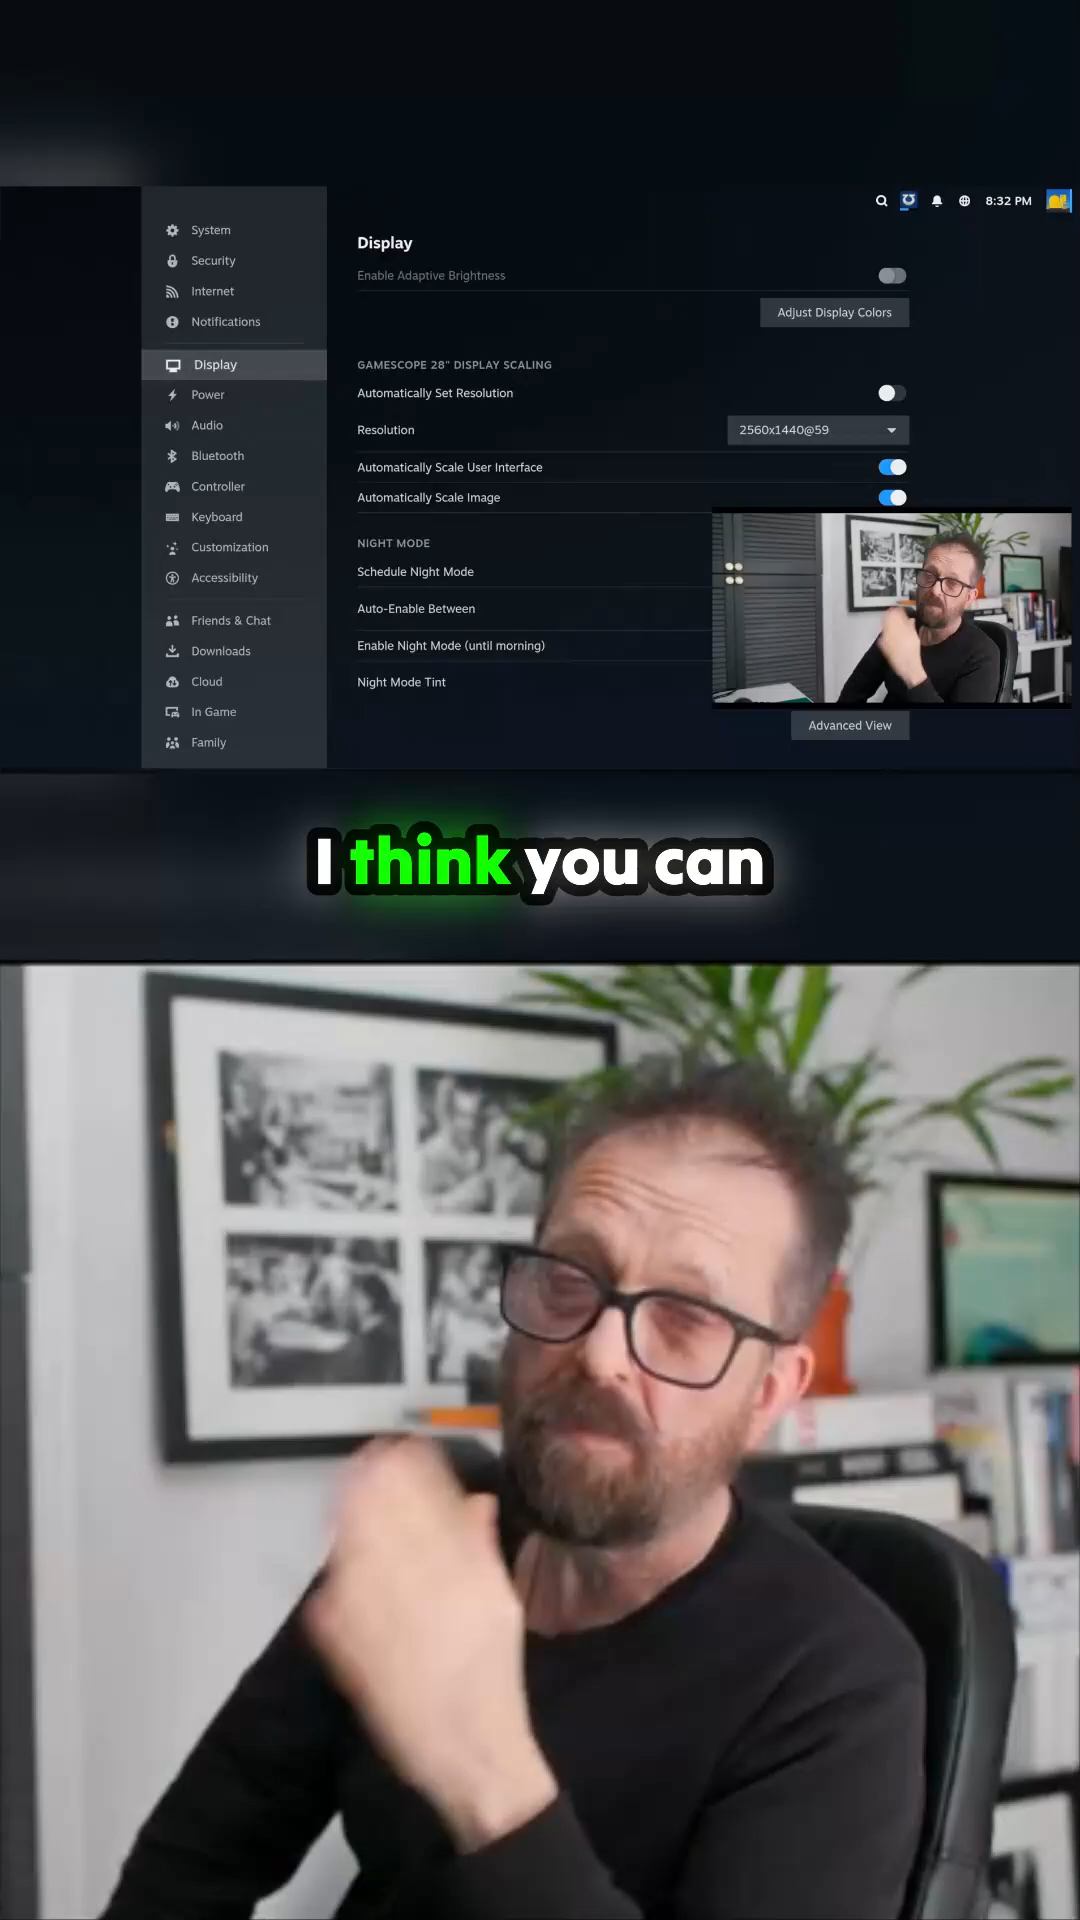 8:32 PM
System
Security
Internet
Notifications
Display
Power
Audio
Bluetooth
Controller
Keyboard
Customization
Accessibility
Friends & Chat
Downloads
Cloud
In Game
Family
Display
Enable Adaptive Brightness
Adjust Display Colors
GAMESCOPE 28" DISPLAY SCALING
Automatically Set Resolution
Resolution
2560x1440@59
Automatically Scale User Interface
Automatically Scale Image
NIGHT MODE
Schedule Night Mode
Auto-Enable Between
Enable Night Mode (until morning)
Night Mode Tint
Advanced View
I think you can